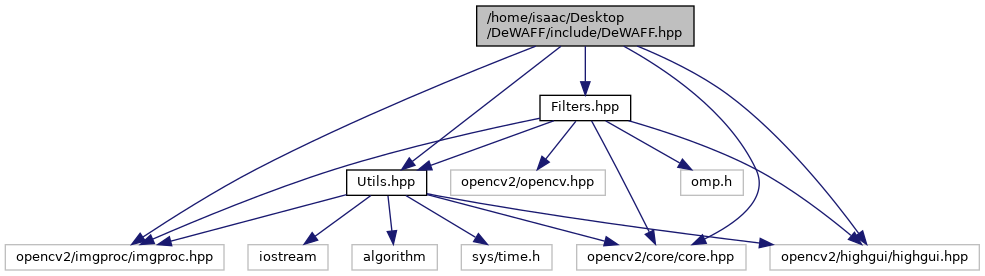 /home/isaac/Desktop
/DeWAFF/include/DeWAFF.hpp
Filters.hpp
Utils.hpp
opencv2/opencv.hpp
omp.h
opencv2/imgproc/imgproc.hpp
iostream
algorithm
sys/time.h
opencv2/core/core.hpp
opencv2/highgui/highgui.hpp